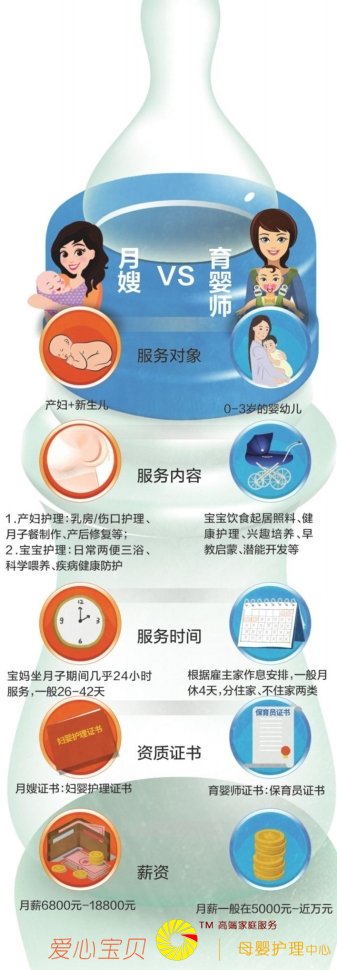 月嫂 VS 育婴师
服务对象
产妇+新生儿
0-3岁的婴幼儿
服务内容
1.产妇护理:乳房/伤口护理、
月子餐制作、产后修复等;
2.宝宝护理:日常两便三浴、
科学喂养、疾病健康防护
宝宝饮食起居照料、健
康护理、兴趣培养、早
教启蒙、潜能开发等
12
3
6
9
服务时间
宝妈坐月子期间几乎24小时
服务,一般26-42天
根据雇主家作息安排,一般月
休4天,分住家、不住家两类
妇婴护理证书
保育员证书
资质证书
月嫂证书:妇婴护理证书
育婴师证书:保育员证书
薪资
月薪6800元-18800元
月薪一般在5000元-近万元
爱心宝贝
TM 高端家庭服务
母婴护理中心